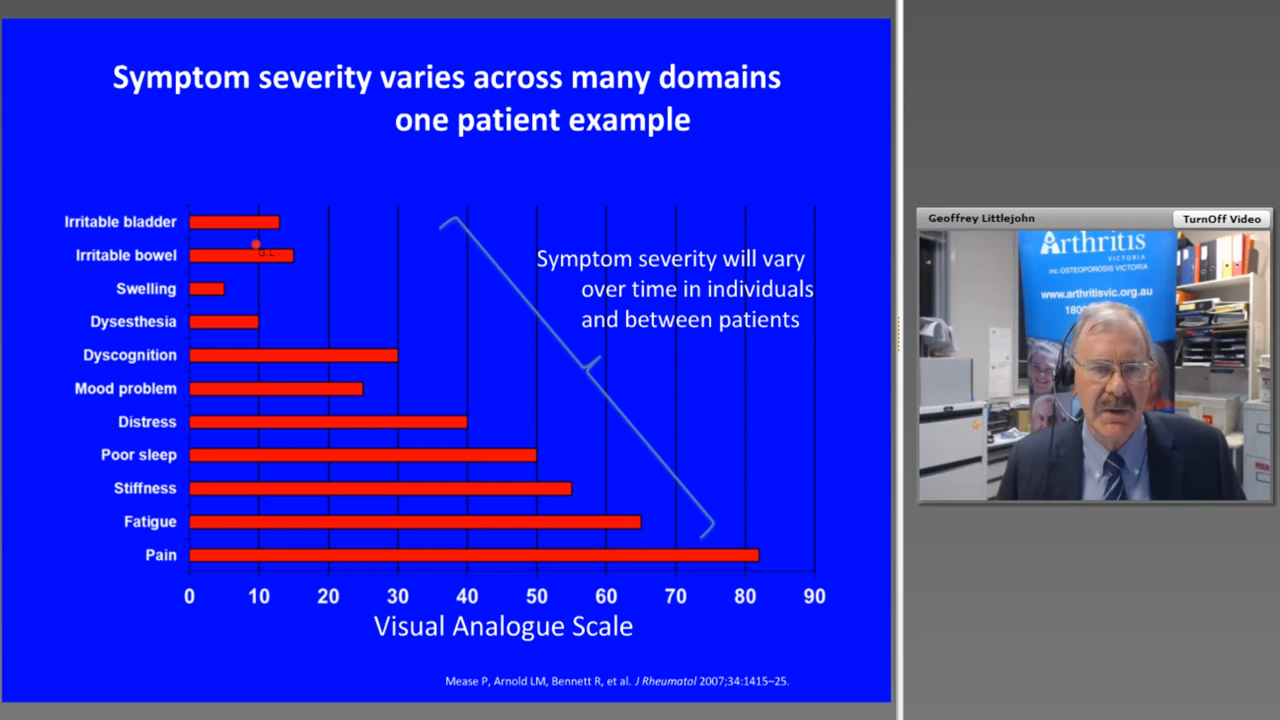 Symptom severity varies across many domains
one patient example
Irritable bladder
Irritable bowel
G.L
Swelling
Dysesthesia
Dyscognition
Mood problem
Distress
Poor sleep
Stiffness
Fatigue
Pain
Symptom severity will vary
over time in individuals
and between patients
0 10 20 30 40 50 60 70 80 90
Visual Analogue Scale
Mease P, Arnold LM, Bennett R, et al. J Rheumatol 2007;34:1415–25.
Geoffrey Littlejohn
TurnOff Video
Arthritis
VICTORIA
inc OSTEOPOROSIS VICTORIA
www.arthritisvic.org.au